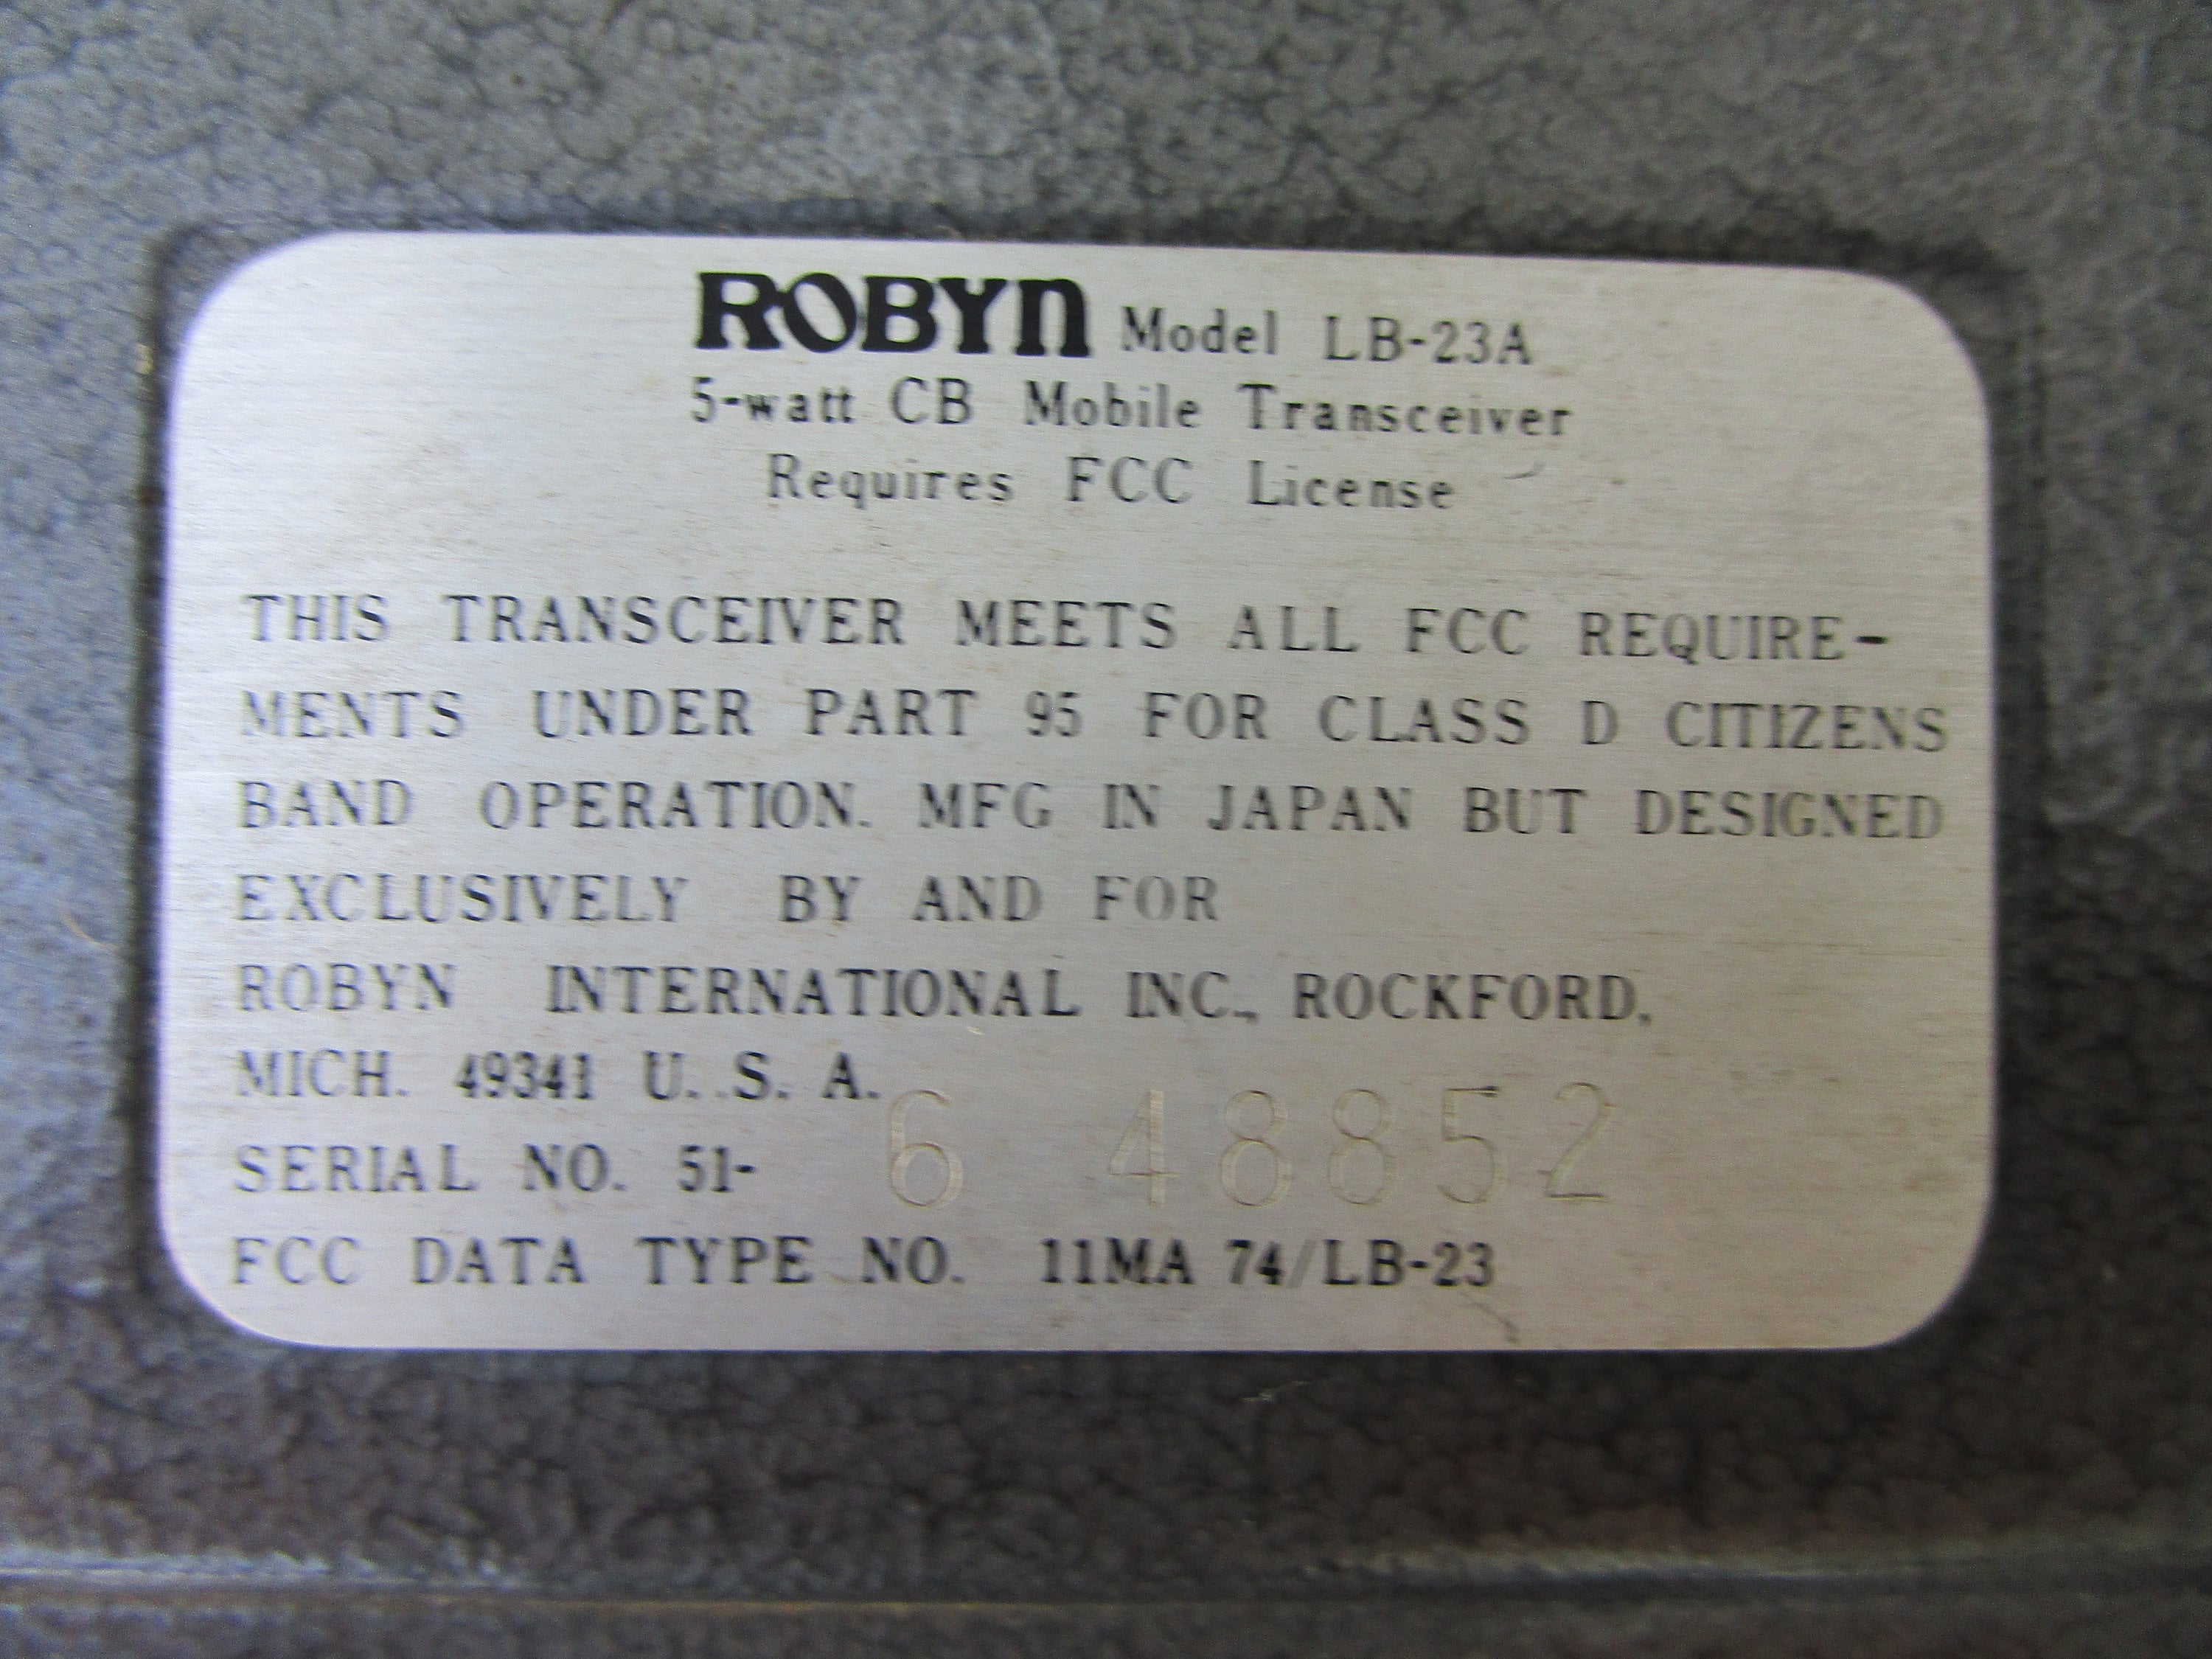 ROBYN Model LB-23A
5-watt CB Mobile Transceiver
Requires FCC License
THIS TRANSCEIVER MEETS ALL FCC REQUIRE-
MENTS UNDER PART 95 FOR CLASS D CITIZENS
BAND OPERATION. MFG IN JAPAN BUT DESIGNED
EXCLUSIVELY BY AND FOR
ROBYN INTERNATIONAL INC., ROCKFORD,
MICH. 49341 U. S. A.
SERIAL NO. 51- 6 48852
FCC DATA TYPE NO. 11MA 74/LB-23